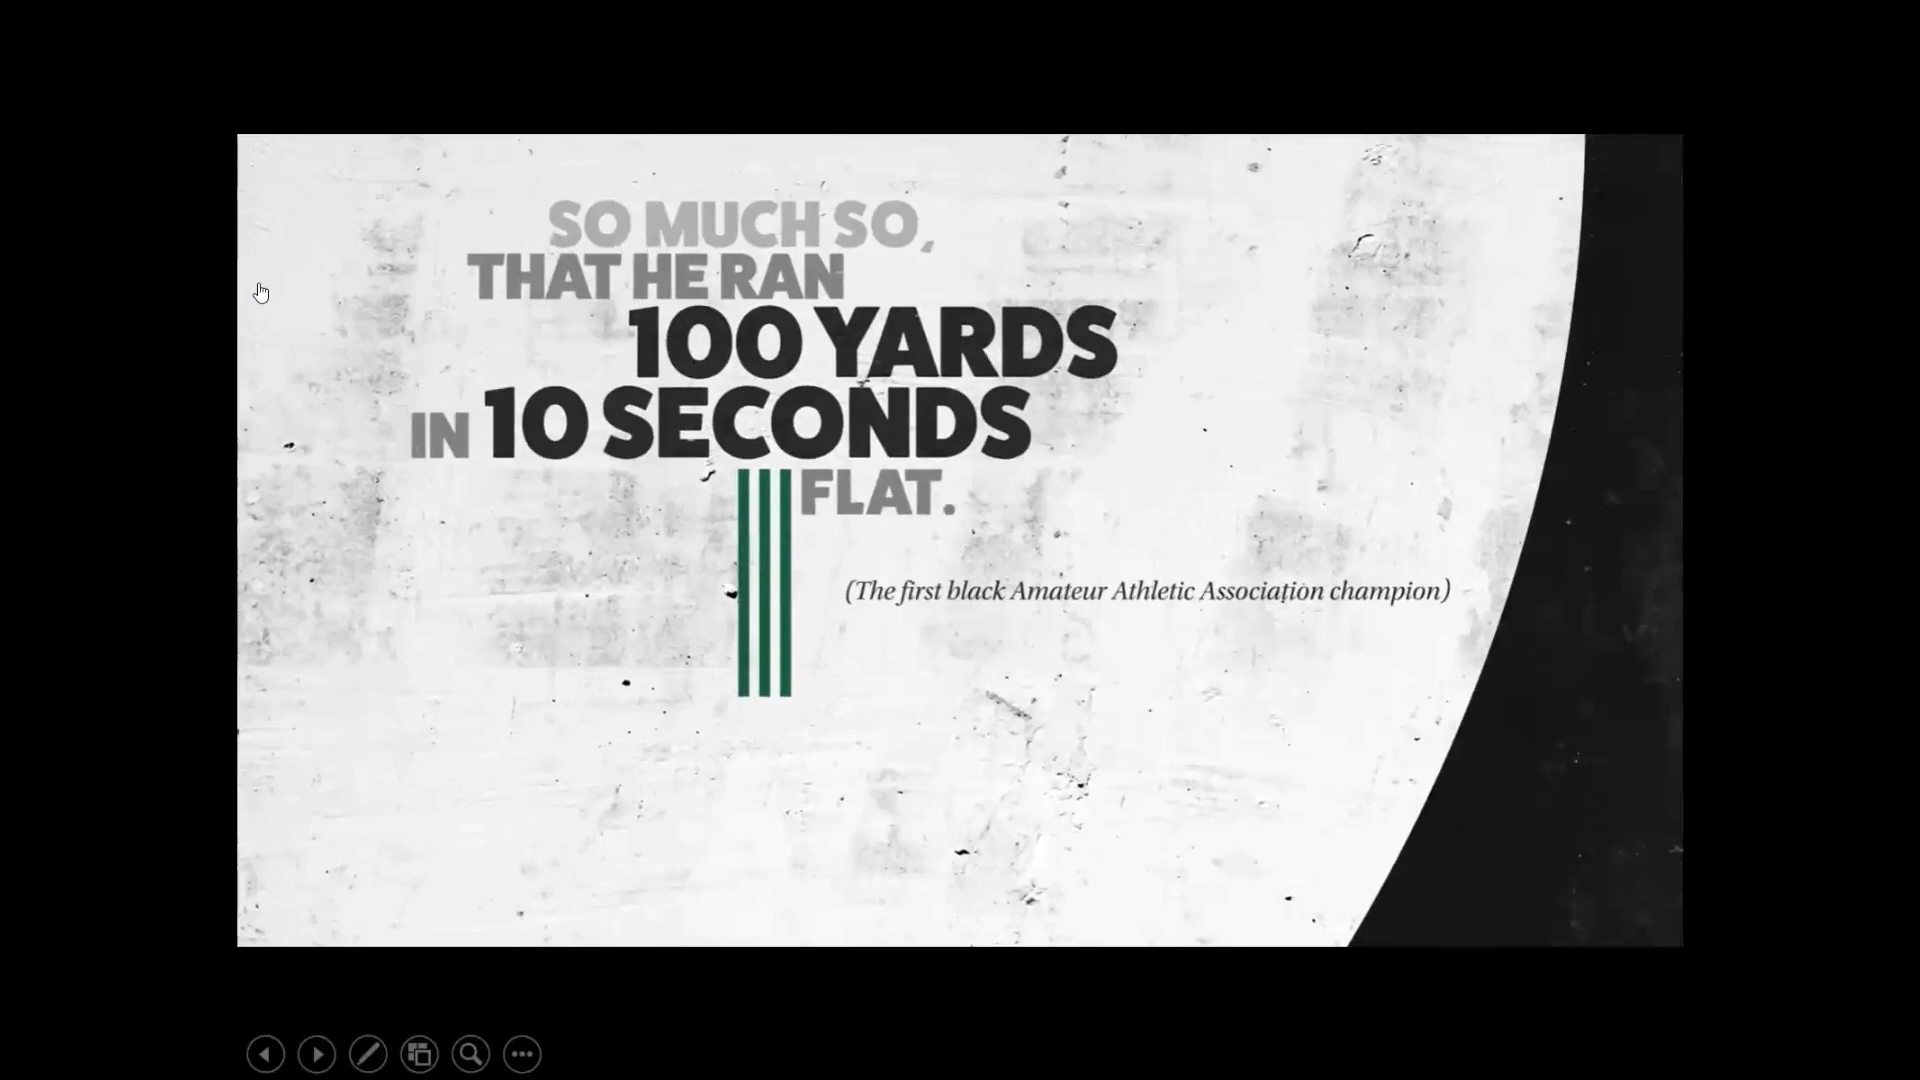 SO MUCH SO,
THAT HE RAN
100 YARDS
IN 10 SECONDS
FLAT.
(The first black Amateur Athletic Association champion)